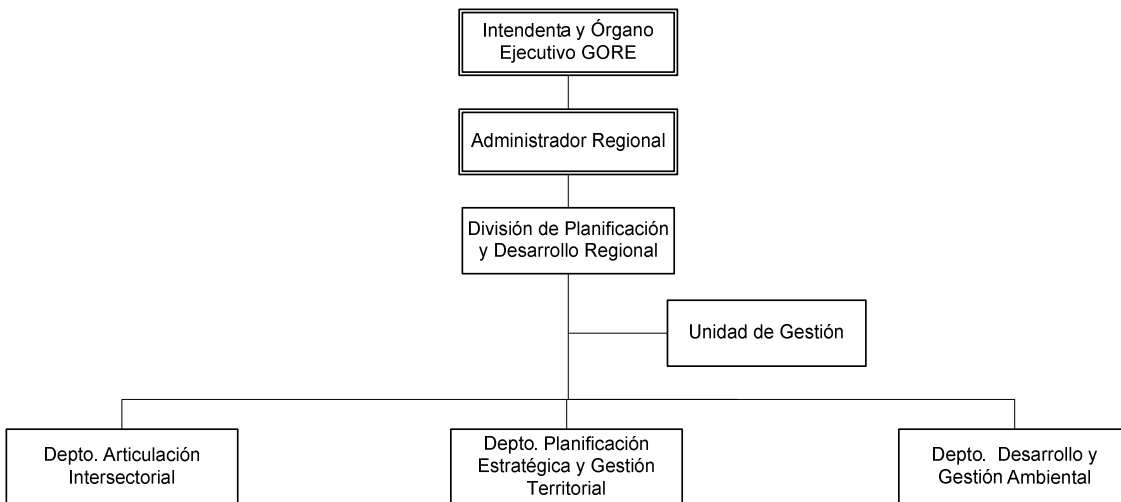 Intendenta y Órgano
Ejecutivo GORE
Administrador Regional
División de Planificación
y Desarrollo Regional
Unidad de Gestión
Depto. Articulación
Intersectorial
Depto. Planificación
Estratégica y Gestión
Territorial
Depto. Desarrollo y
Gestión Ambiental